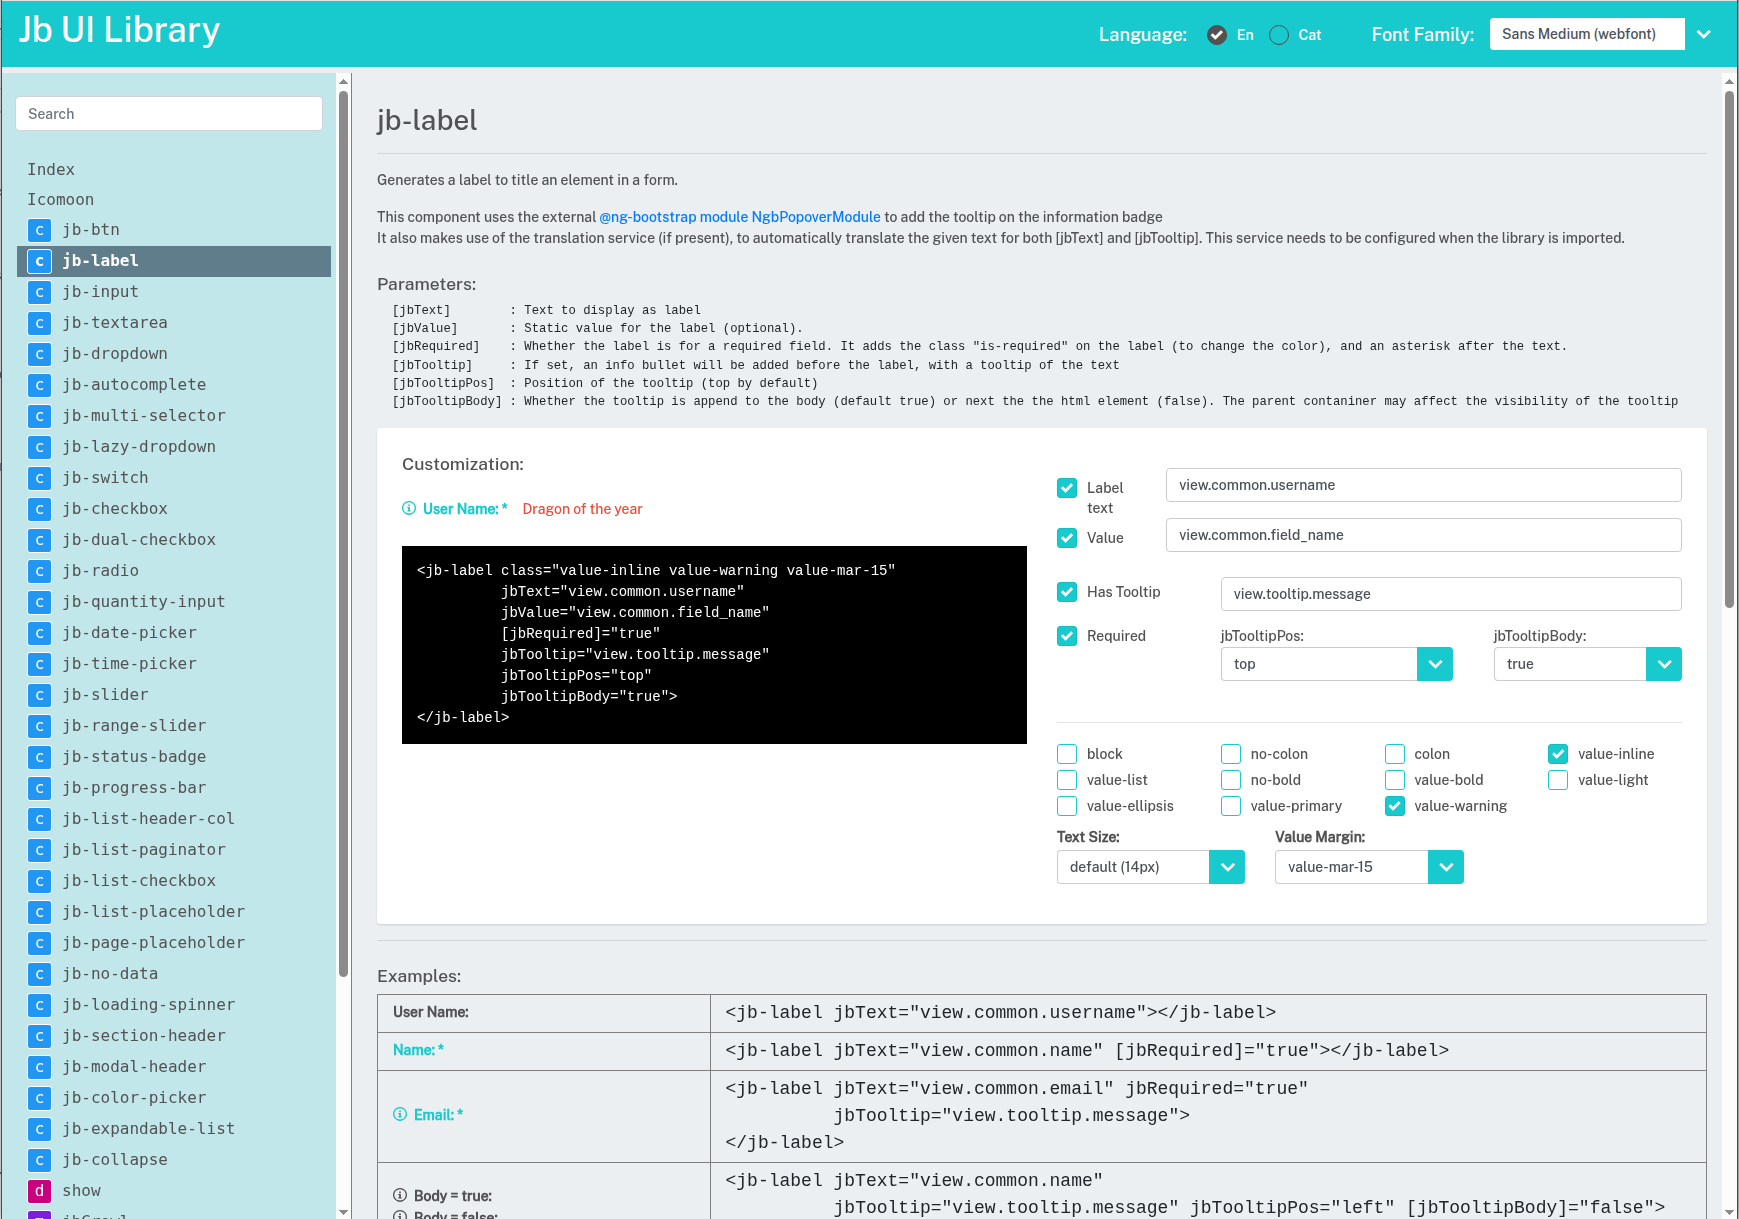 Jb UI Library
Language: En Cat Font Family: Sans Medium (webfont)
Search
Index
Icomoon
c jb-btn
c jb-label
c jb-input
c jb-textarea
c jb-dropdown
c jb-autocomplete
c jb-multi-selector
c jb-lazy-dropdown
c jb-switch
c jb-checkbox
c jb-dual-checkbox
c jb-radio
c jb-quantity-input
c jb-date-picker
c jb-time-picker
c jb-slider
c jb-range-slider
c jb-status-badge
c jb-progress-bar
c jb-list-header-col
c jb-list-paginator
c jb-list-checkbox
c jb-list-placeholder
c jb-page-placeholder
c jb-no-data
c jb-loading-spinner
c jb-section-header
c jb-modal-header
c jb-color-picker
c jb-expandable-list
c jb-collapse
d show
jb-label
Generates a label to title an element in a form.
This component uses the external @ng-bootstrap module NgbPopoverModule to add the tooltip on the information badge
It also makes use of the translation service (if present), to automatically translate the given text for both [jbText] and [jbTooltip]. This service needs to be configured when the library is imported.
Parameters:
[jbText] : Text to display as label
[jbValue] : Static value for the label (optional).
[jbRequired] : Whether the label is for a required field. It adds the class "is-required" on the label (to change the color), and an asterisk after the text.
[jbTooltip] : If set, an info bullet will be added before the label, with a tooltip of the text
[jbTooltipPos] : Position of the tooltip (top by default)
[jbTooltipBody] : Whether the tooltip is append to the body (default true) or next the the html element (false). The parent contaniner may affect the visibility of the tooltip
Customization:
User Name: * Dragon of the year
<jb-label class="value-inline value-warning value-mar-15"
jbText="view.common.username"
jbValue="view.common.field_name"
[jbRequired]="true"
jbTooltip="view.tooltip.message"
jbTooltipPos="top"
jbTooltipBody="true">
</jb-label>
Label text view.common.username
Value view.common.field_name
Has Tooltip view.tooltip.message
Required jbTooltipPos: jbTooltipBody:
top true
block no-colon colon value-inline
value-list no-bold value-bold value-light
value-ellipsis value-primary value-warning
Text Size: Value Margin:
default (14px) value-mar-15
Examples:
User Name: <jb-label jbText="view.common.username"></jb-label>
Name: * <jb-label jbText="view.common.name" [jbRequired]="true"></jb-label>
Email: * <jb-label jbText="view.common.email" jbRequired="true"
jbTooltip="view.tooltip.message">
</jb-label>
Body = true: <jb-label jbText="view.common.name"
Body = false: jbTooltip="view.tooltip.message" jbTooltipPos="left" [jbTooltipBody]="false">